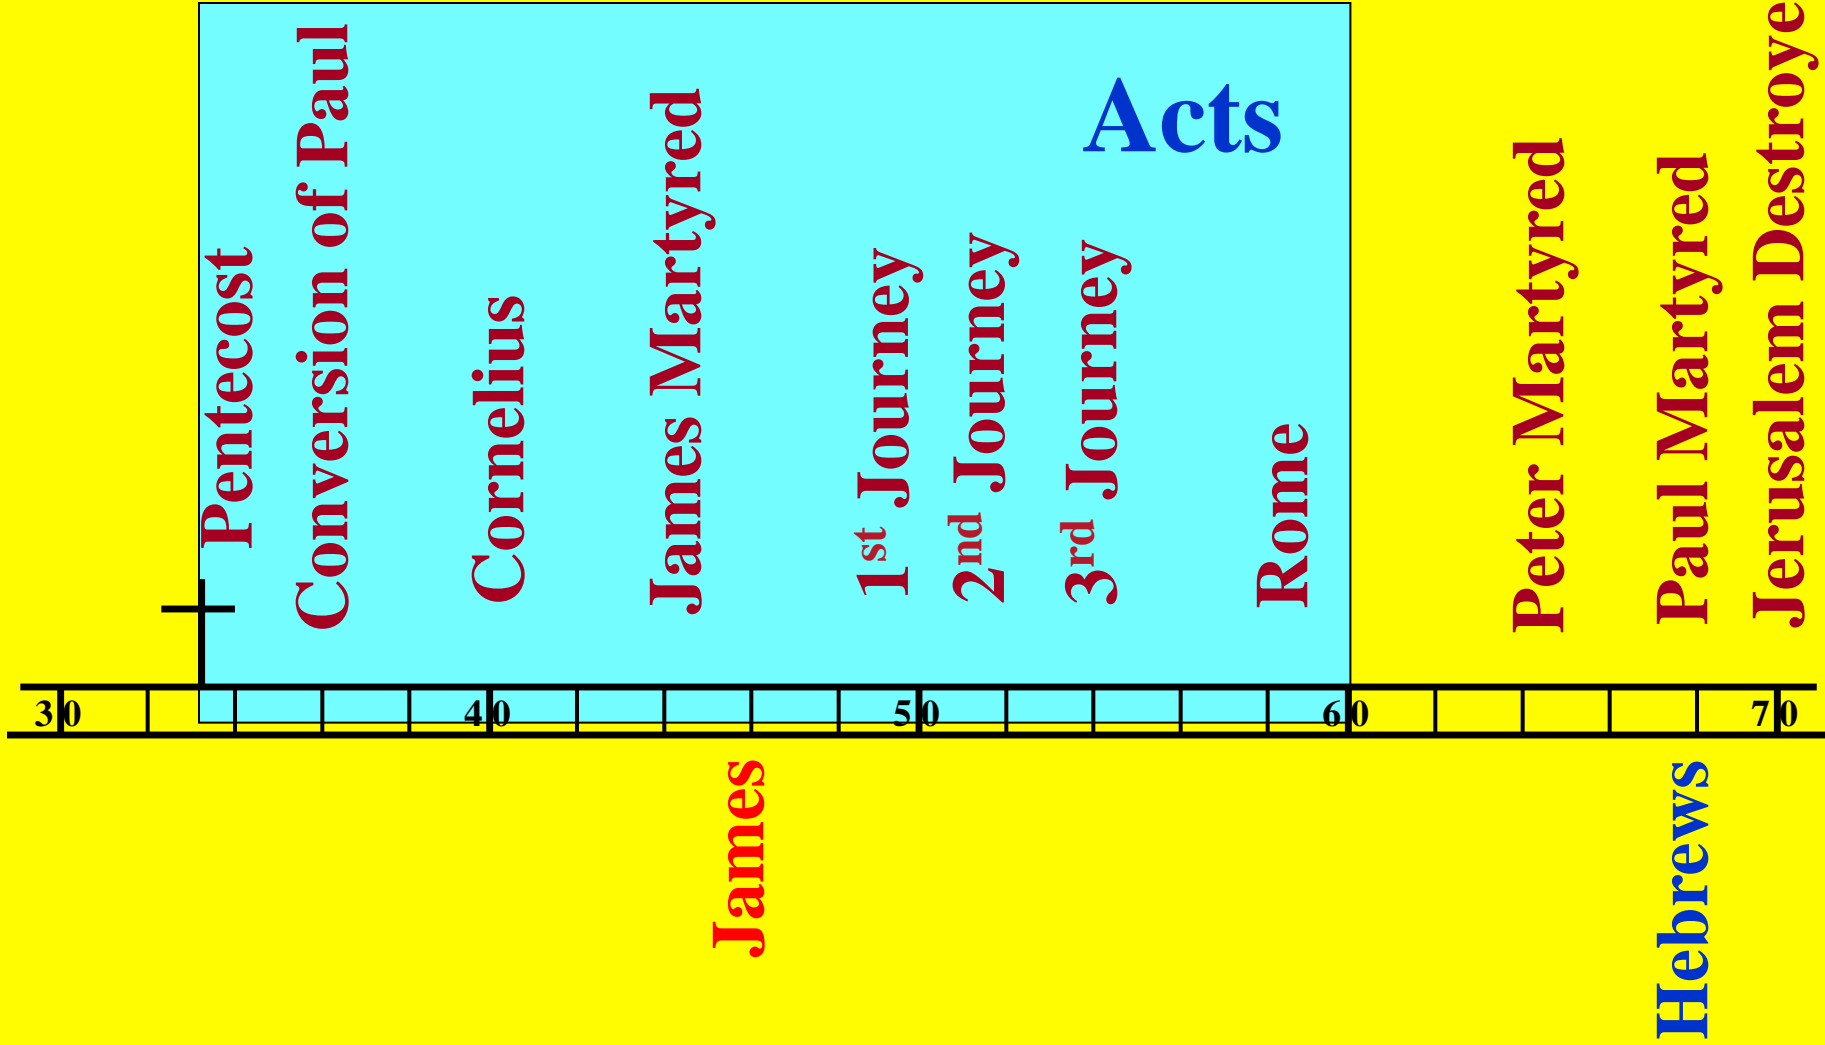 Acts
Pentecost
Conversion of Paul
Cornelius
James Martyred
1st Journey
2nd Journey
3rd Journey
Rome
Peter Martyred
Paul Martyred
Jerusalem Destroye
30
40
50
60
70
James
Hebrews